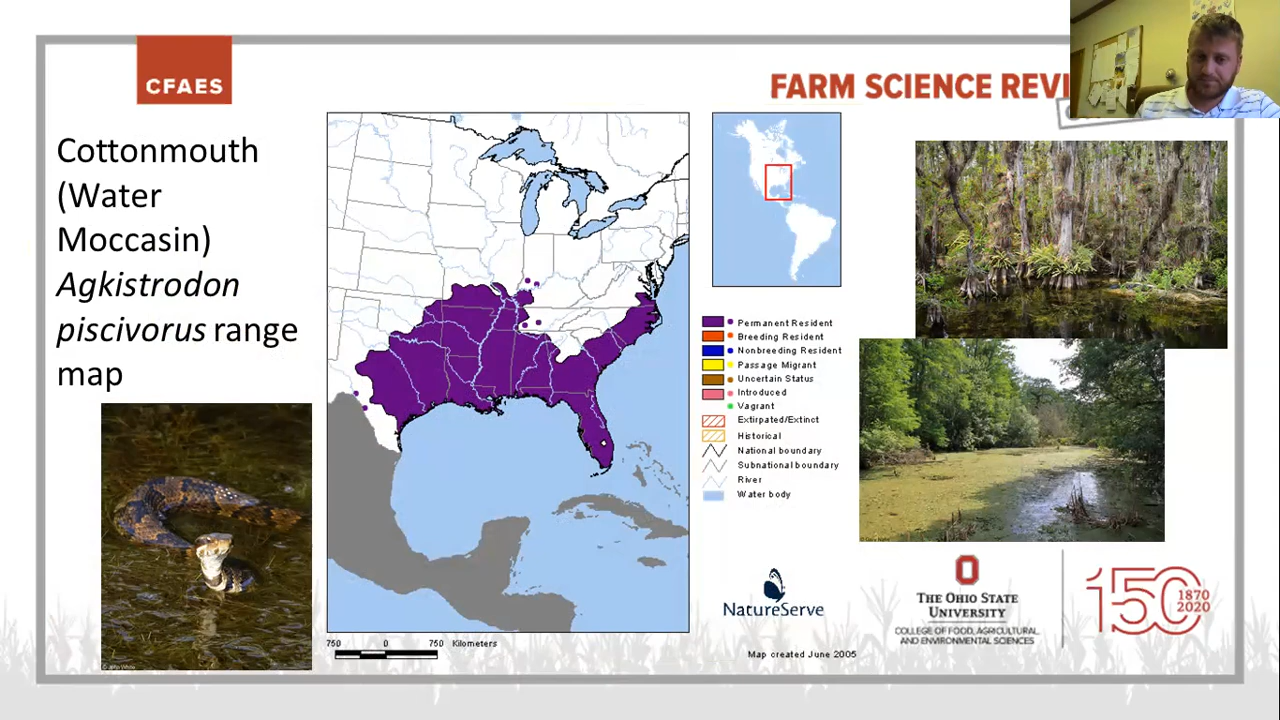 CFAES
FARM SCIENCE REVI
Cottonmouth
(Water
Moccasin)
Agkistrodon
piscivorus range
map
Permanent Resident
Breeding Resident
Nonbreeding Resident
Passage Migrant
Uncertain Status
Introduced
Vagrant
Extirpated/Extinct
Historical
National boundary
Subnational boundary
River
Water body
NatureServe
THE OHIO STATE
UNIVERSITY
COLLEGE OF FOOD, AGRICULTURAL,
AND ENVIRONMENTAL SCIENCES
150
1870
2020
750 0 750 Kilometers
Map created June 2005